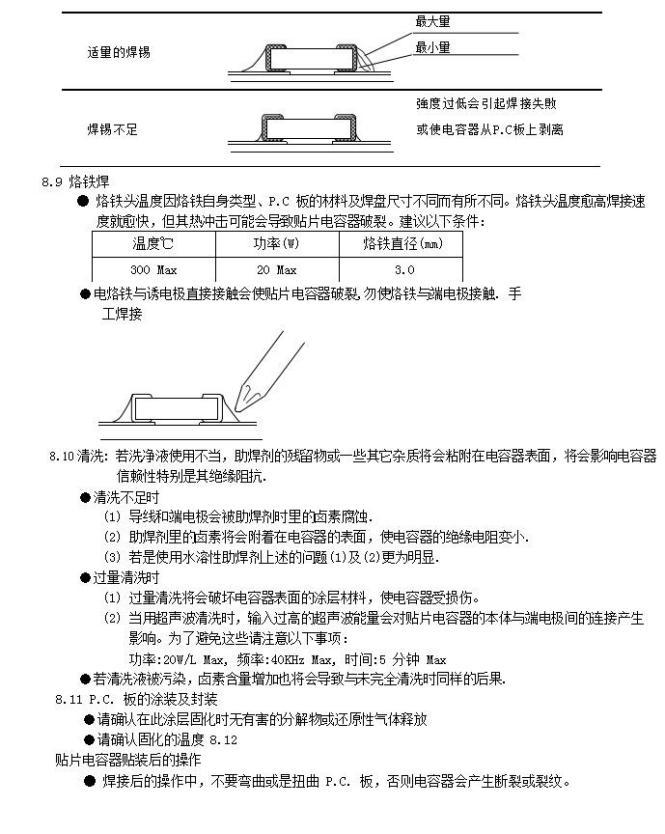 最大量
适里的焊锡
最小量
強度过低会引起焊接失敗
焊锡不足
或使电容器从P.C板上剥离
8.9 烙铁焊
● 烙铁头温度因烙铁自身类型、P.C 板的材料及焊盘尺寸不同而有所不同。烙铁头温度愈高焊接速
度就愈快，但其热冲击可能会导致贴片电容器破裂。建议以下条件：
温度℃ 功率(W) 烙铁直径(mm)
300 Max 20 Max 3.0
●电烙铁与诱电极直接接触会使贴片电容器破裂,勿使烙铁与端电极接触. 手
工焊接
8.10清洗: 若洗净液使用不当，助焊剂的残留物或一些其它杂质将会粘附在电容器表面，将会影响电容器
信赖性特别是其绝缘阻抗.
●清洗不足时
(1) 导线和端电极会被助焊剂时里的卤素腐蚀.
(2) 助焊剂里的卤素将会附着在电容器的表面，使电容器的绝缘电阻变小.
(3) 若是使用水溶性助焊剂上述的问题(1)及(2)更为明显.
●过量清洗时
(1) 过量清洗将会破坏电容器表面的涂层材料，使电容器受损伤。
(2) 当用超声波清洗时，输入过高的超声波能量会对贴片电容器的本体与端电极间的连接产生
影响。为了避免这些请注意以下事项：
功率:20W/L Max, 频率:40KHz Max, 时间:5 分钟 Max
●若清洗液被污染，卤素含量增加也将会导致与未完全清洗时同样的后果.
8.11 P.C. 板的涂装及封装
●请确认在此涂层固化时无有害的分解物或还原性气体释放
●请确认固化的温度 8.12
贴片电容器贴装后的操作
● 焊接后的操作中，不要弯曲或是扭曲 P.C. 板，否则电容器会产生断裂或裂纹。